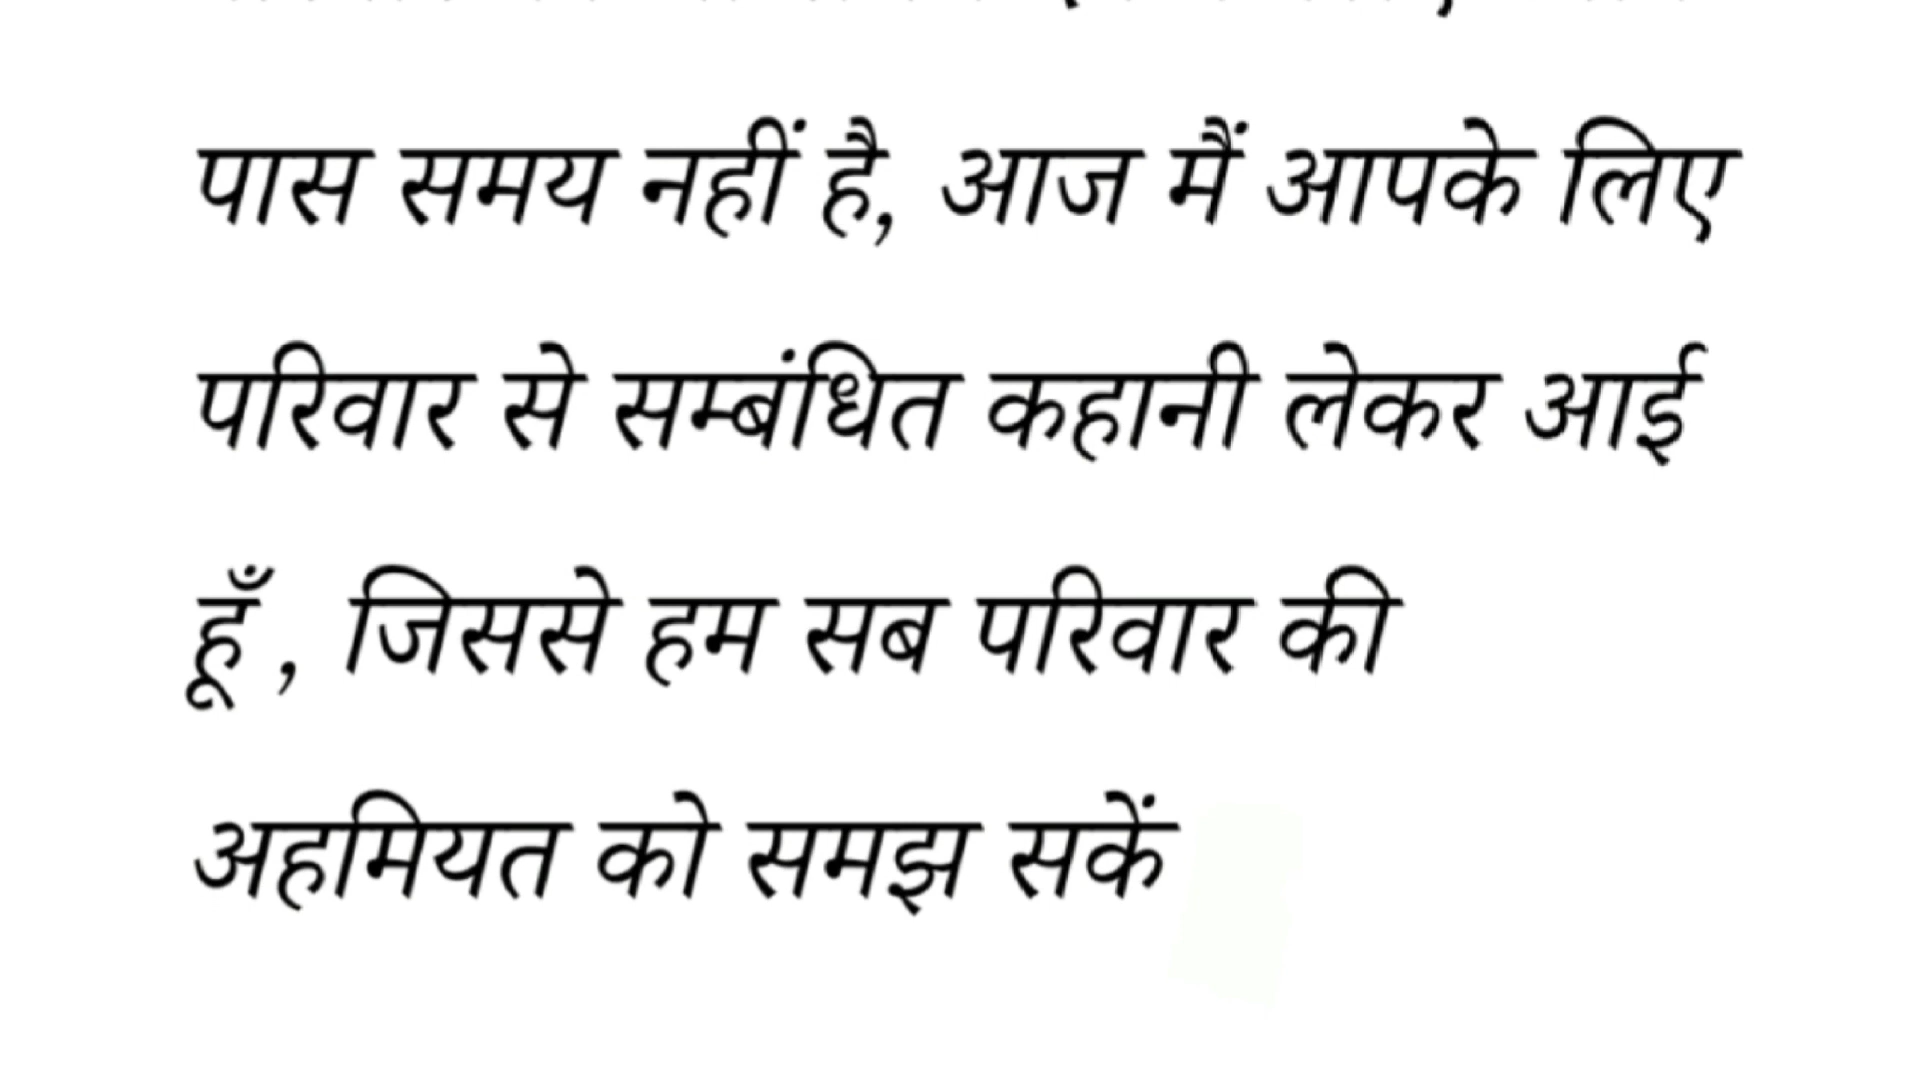 पास समय नहीं है, आज मैं आपके लिए
परिवार से सम्बंधित कहानी लेकर आई
हूँ , जिससे हम सब परिवार की
अहमियत को समझ सकें